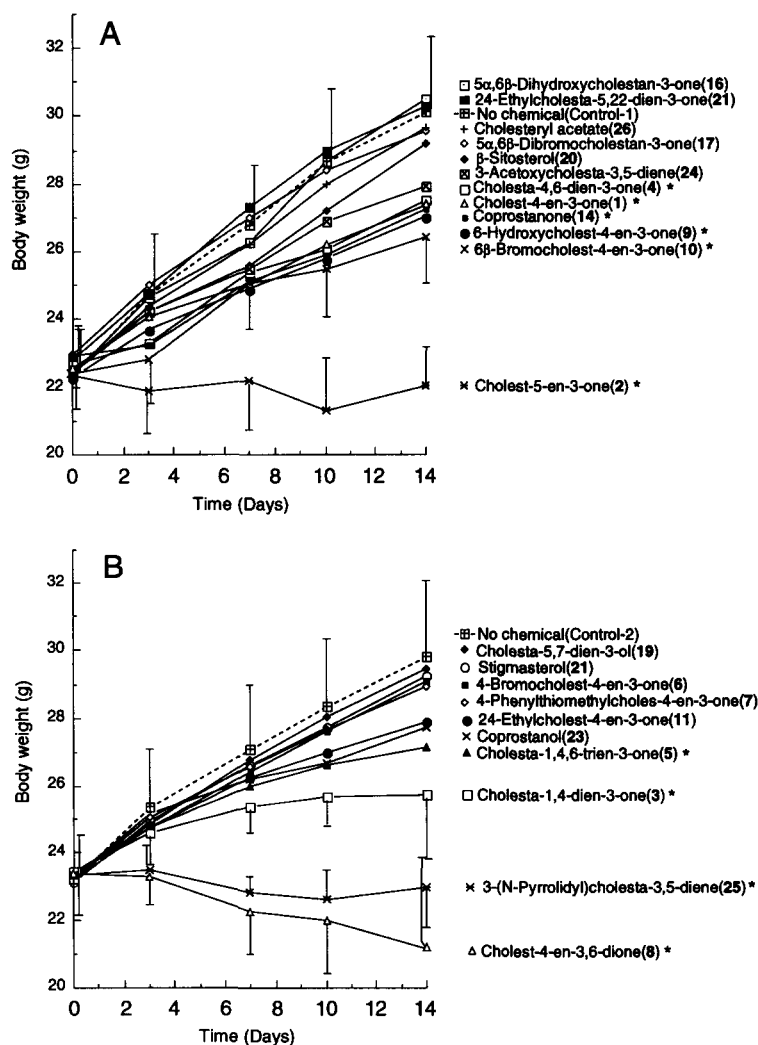 A
32
30
28
26
24
22
20
Body weight (g)
0 2 4 6 8 10 12 14
Time (Days)
5α,6β-Dihydroxycholestan-3-one(16)
24-Ethylcholesta-5,22-dien-3-one(21)
No chemical(Control-1)
Cholesteryl acetate(26)
5α,6β-Dibromocholestan-3-one(17)
β-Sitosterol(20)
3-Acetoxycholesta-3,5-diene(24)
Cholesta-4,6-dien-3-one(4) *
Cholest-4-en-3-one(1) *
Coprostanone(14) *
6-Hydroxycholest-4-en-3-one(9) *
6β-Bromocholest-4-en-3-one(10) *
Cholest-5-en-3-one(2) *
B
32
30
28
26
24
22
20
Body weight (g)
0 2 4 6 8 10 12 14
Time (Days)
No chemical(Control-2)
Cholesta-5,7-dien-3-ol(19)
Stigmasterol(21)
4-Bromocholest-4-en-3-one(6)
4-Phenylthiomethylcholes-4-en-3-one(7)
24-Ethylcholest-4-en-3-one(11)
Coprostanol(23)
Cholesta-1,4,6-trien-3-one(5) *
Cholesta-1,4-dien-3-one(3) *
3-(N-Pyrrolidyl)cholesta-3,5-diene(25) *
Cholest-4-en-3,6-dione(8) *